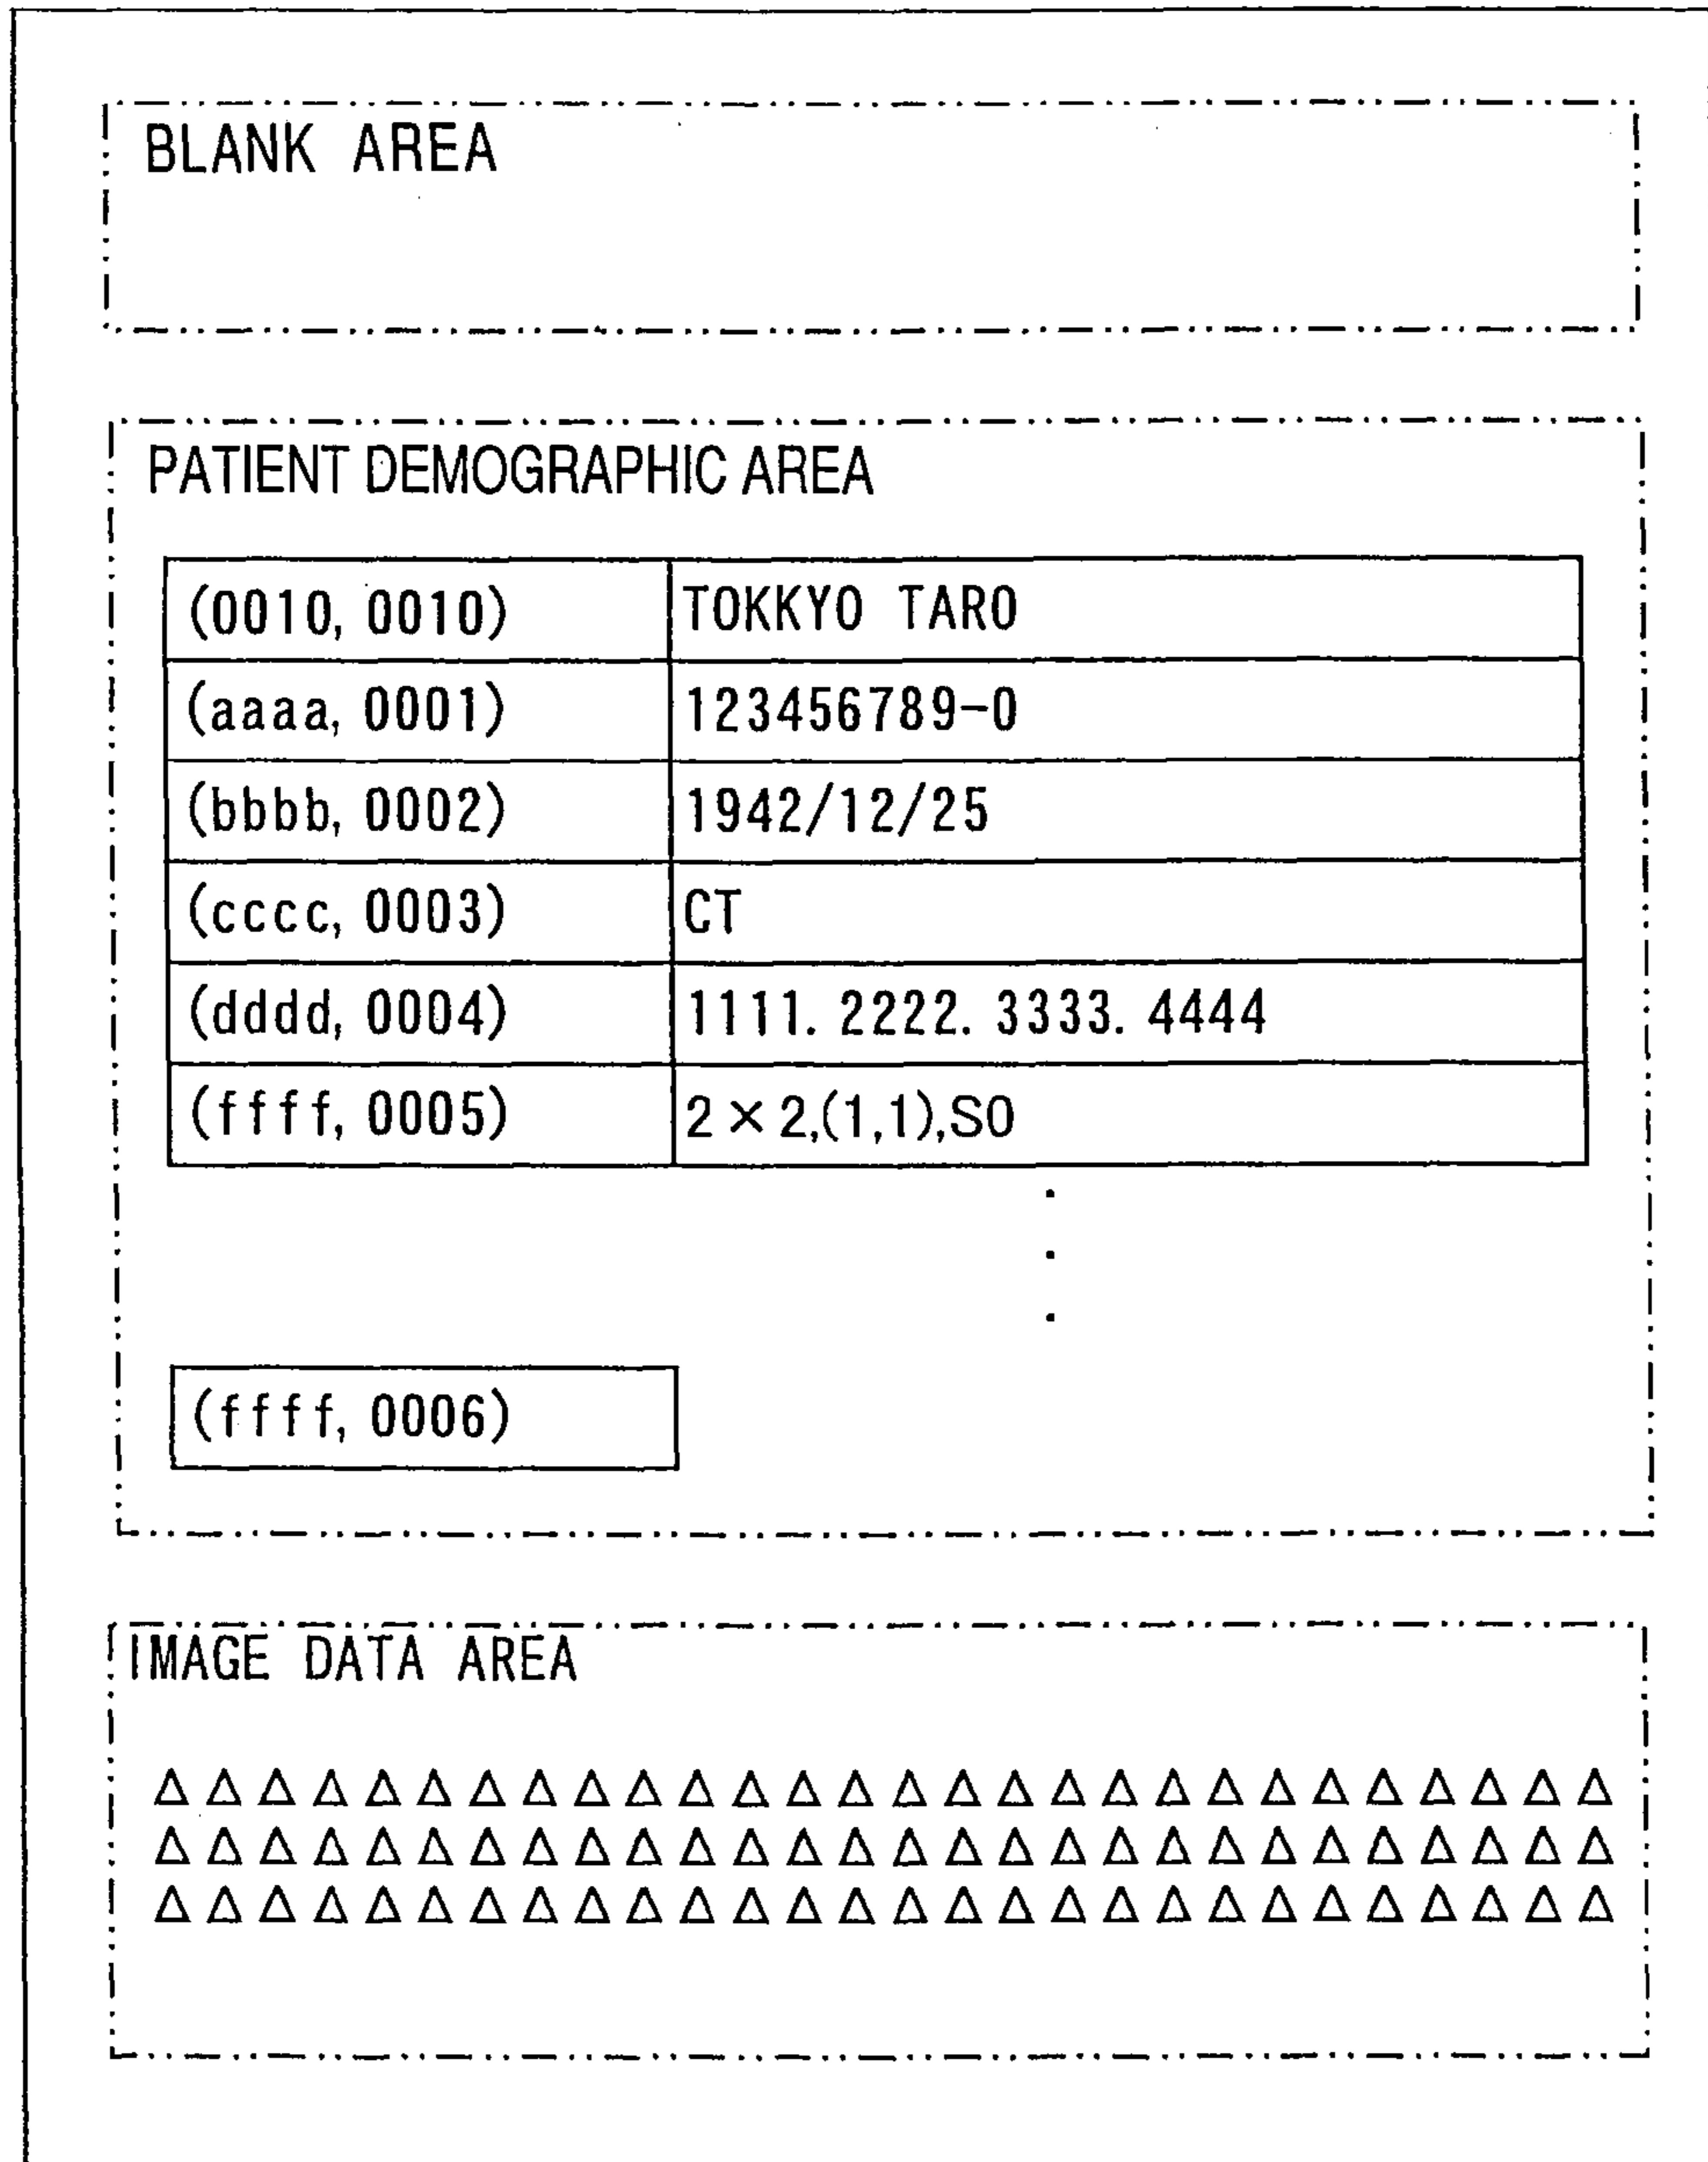 BLANK AREA
PATIENT DEMOGRAPHIC AREA
(0010, 0010) TOKKYO TARO
(aaaa, 0001) 123456789-0
(bbbb, 0002) 1942/12/25
(cccc, 0003) CT
(dddd, 0004) 1111. 2222. 3333. 4444
(ffff, 0005) 2×2,(1,1),S0
(ffff, 0006)
IMAGE DATA AREA
△△△△△△△△△△△△△△△△△△△△△△△△△△△△
△△△△△△△△△△△△△△△△△△△△△△△△△△△△
△△△△△△△△△△△△△△△△△△△△△△△△△△△△